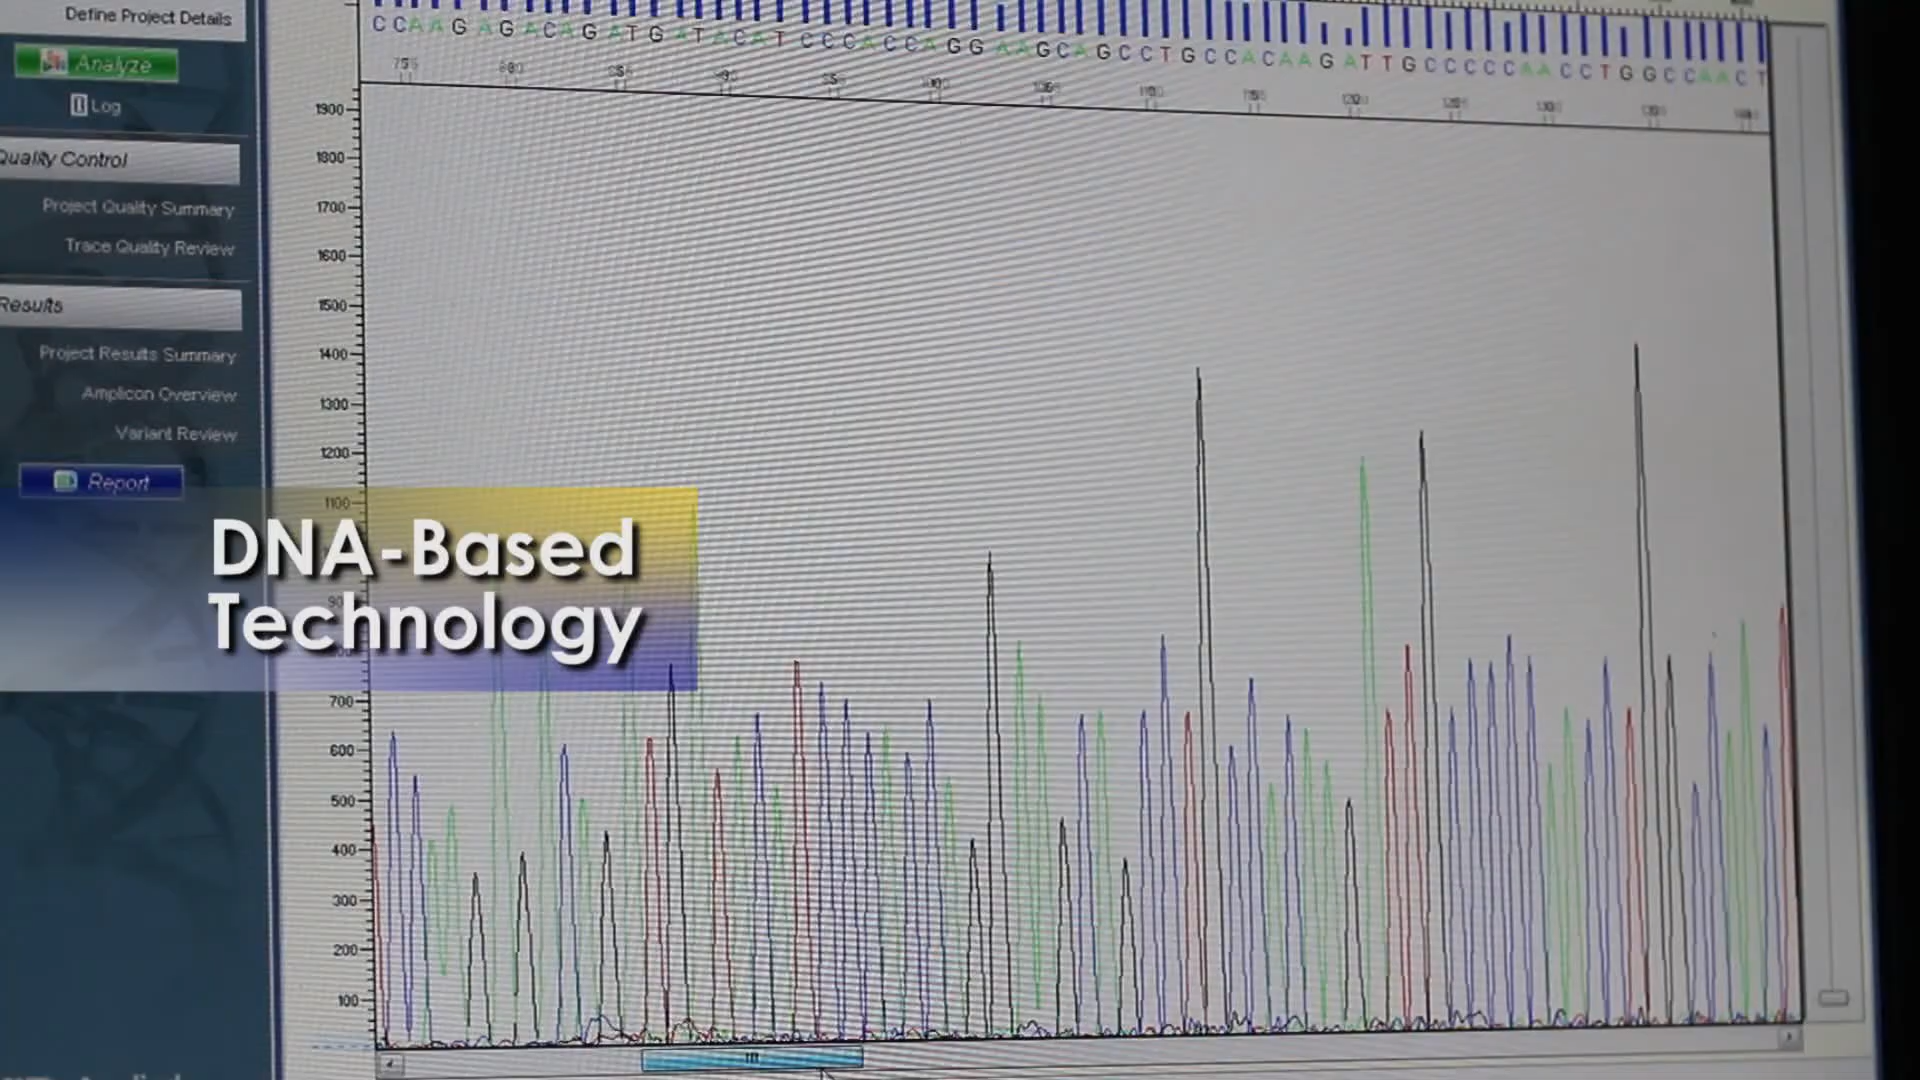 Define Project Details
Analyze
Log
Quality Control
Project Quality Summary
Trace Quality Review
Results
Project Results Summary
Amplicon Overview
Variant Review
Report
CCAAGAGACAGATGATACATCCCACCAGGAAGCAGCCTGCCACAAGATTGCCCCCAACCTGGCCAACT
1900
1800
1700
1600
1500
1400
1300
1200
1100
700
600
500
400
300
200
100
DNA-Based
Technology